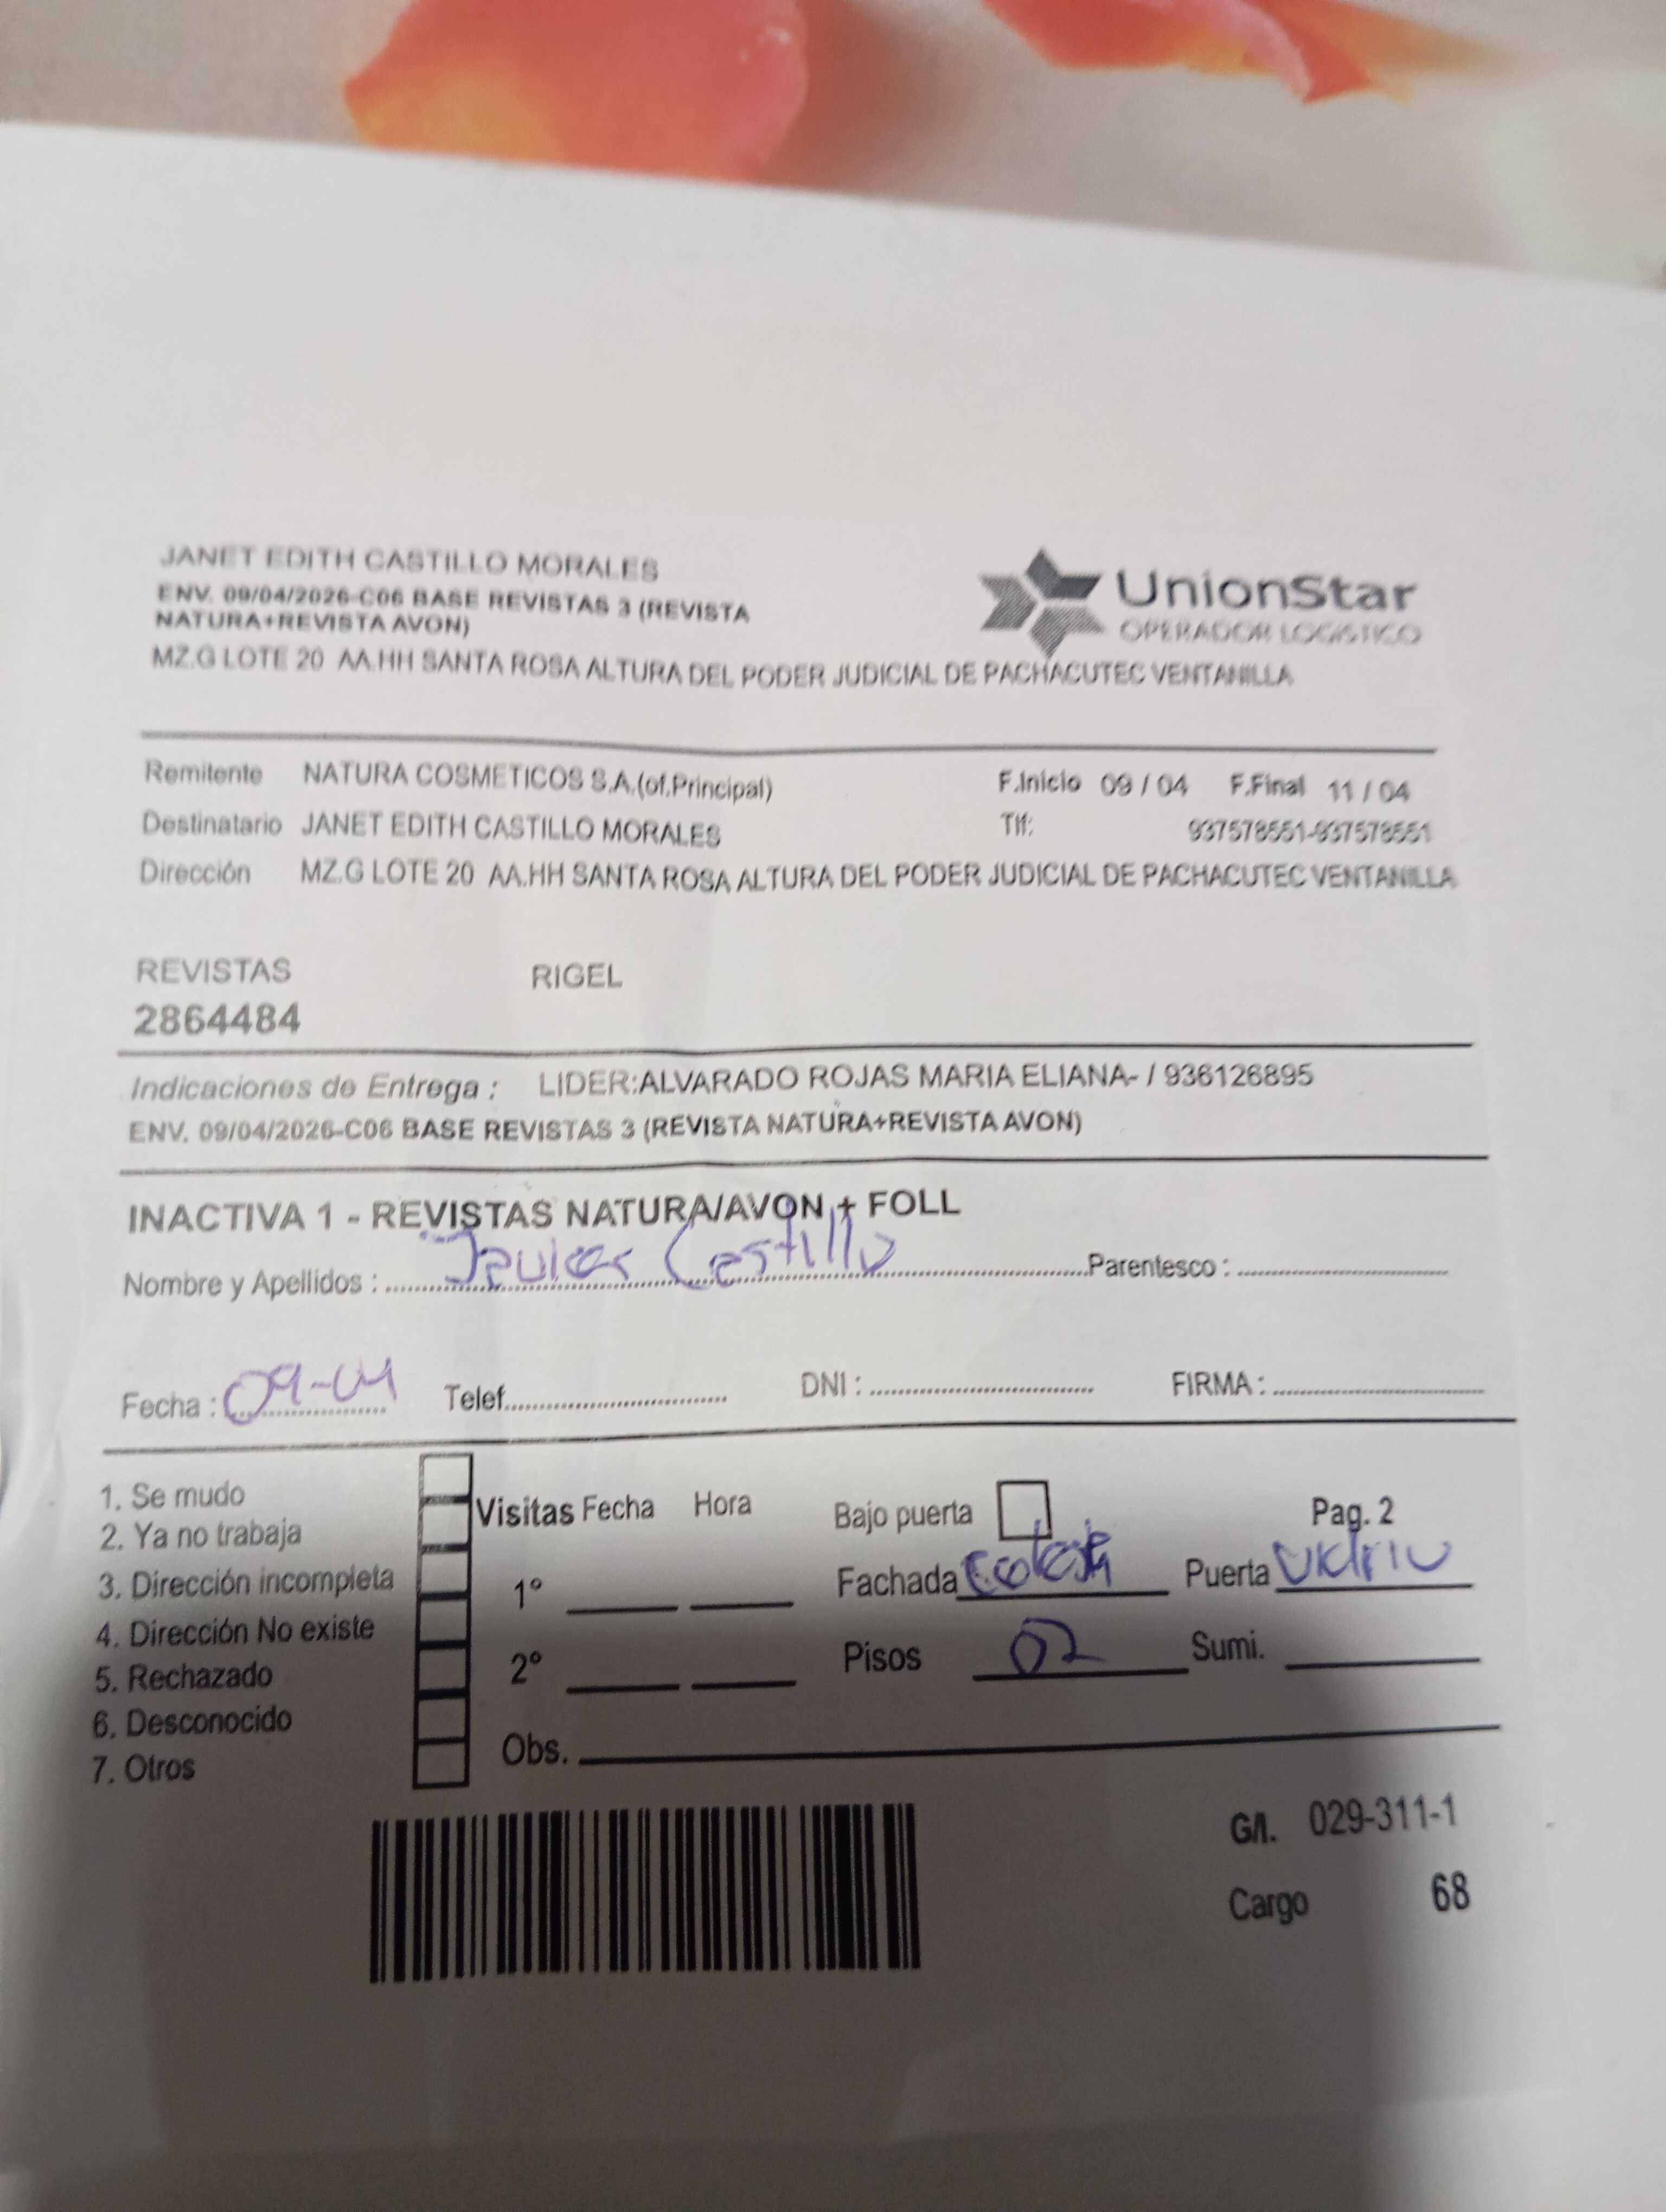 JANET EDITH CASTILLO MORALES
ENV. 09/04/2026-C06 BASE REVISTAS 3 (REVISTA
NATURA+REVISTA AVON)
MZ.G LOTE 20 AA.HH SANTA ROSA ALTURA DEL PODER JUDICIAL DE PACHACUTEC VENTANILLA
UnionStar
OPERADOR LOGISTICO
Remitente NATURA COSMETICOS S.A.(of.Principal) F.Inicio 09 / 04 F.Final 11 / 04
Destinatario JANET EDITH CASTILLO MORALES Tlf: 937578551-937578551
Dirección MZ.G LOTE 20 AA.HH SANTA ROSA ALTURA DEL PODER JUDICIAL DE PACHACUTEC VENTANILLA
REVISTAS RIGEL
2864484
Indicaciones de Entrega : LIDER:ALVARADO ROJAS MARIA ELIANA- / 936126895
ENV. 09/04/2026-C06 BASE REVISTAS 3 (REVISTA NATURA+REVISTA AVON)
INACTIVA 1 - REVISTAS NATURA/AVON + FOLL
Nombre y Apellidos : Castillo Parentesco :
Fecha : 09-04 Telef. DNI : FIRMA :
1. Se mudo
2. Ya no trabaja
3. Dirección incompleta
4. Dirección No existe
5. Rechazado
6. Desconocido
7. Otros
Visitas Fecha Hora
1°
2°
Obs.
Bajo puerta Pag. 2
Fachada Puerta Vidrio
Pisos 02 Sumi.
G/I. 029-311-1
Cargo 68